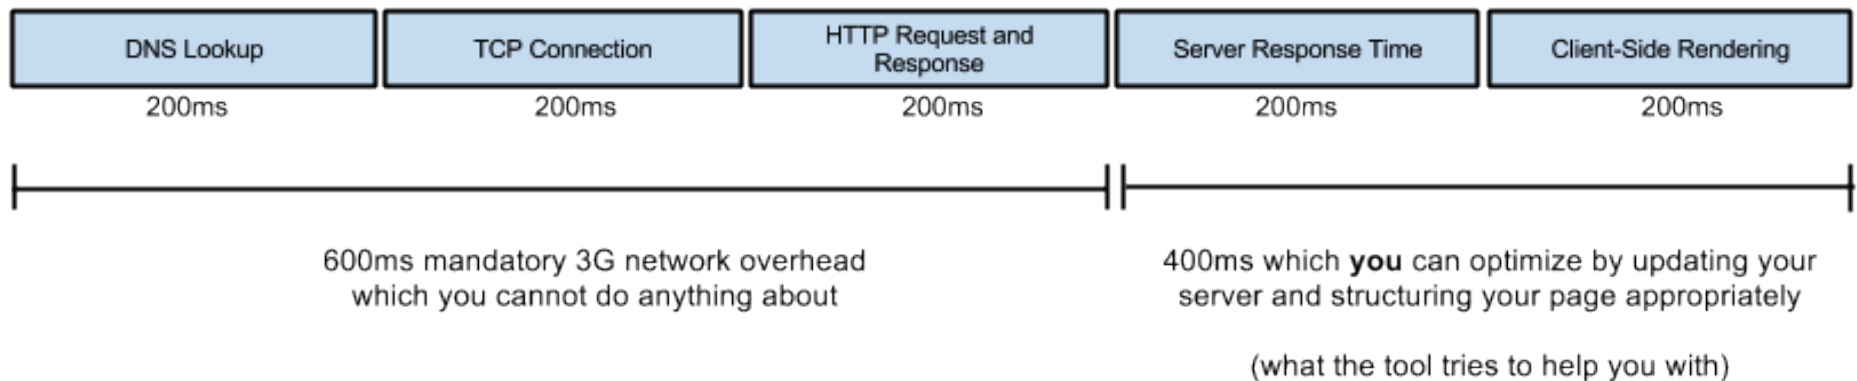 DNS Lookup
TCP Connection
HTTP Request and
Response
Server Response Time
Client-Side Rendering
200ms
200ms
200ms
200ms
200ms
600ms mandatory 3G network overhead
which you cannot do anything about
400ms which you can optimize by updating your
server and structuring your page appropriately
(what the tool tries to help you with)